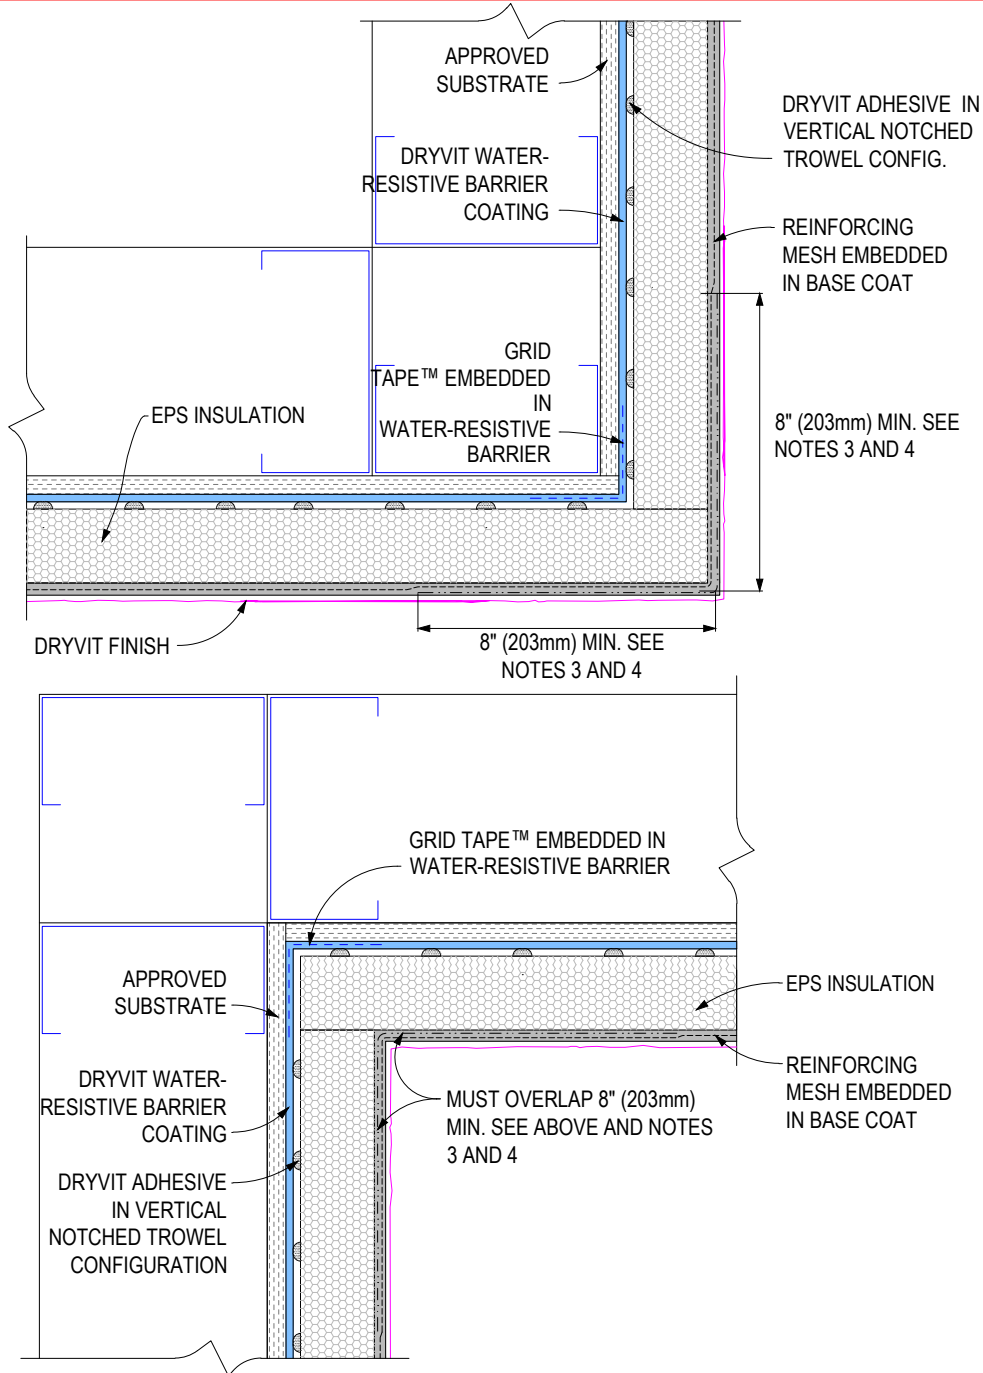 APPROVED
SUBSTRATE
DRYVIT ADHESIVE IN
VERTICAL NOTCHED
TROWEL CONFIG.
DRYVIT WATER-
RESISTIVE BARRIER
COATING
REINFORCING
MESH EMBEDDED
IN BASE COAT
GRID
TAPE™ EMBEDDED
IN
WATER-RESISTIVE
BARRIER
EPS INSULATION
8" (203mm) MIN. SEE
NOTES 3 AND 4
DRYVIT FINISH
8" (203mm) MIN. SEE
NOTES 3 AND 4
GRID TAPE™ EMBEDDED IN
WATER-RESISTIVE BARRIER
APPROVED
SUBSTRATE
EPS INSULATION
DRYVIT WATER-
RESISTIVE BARRIER
COATING
REINFORCING
MESH EMBEDDED
IN BASE COAT
MUST OVERLAP 8" (203mm)
MIN. SEE ABOVE AND NOTES
3 AND 4
DRYVIT ADHESIVE
IN VERTICAL
NOTCHED TROWEL
CONFIGURATION